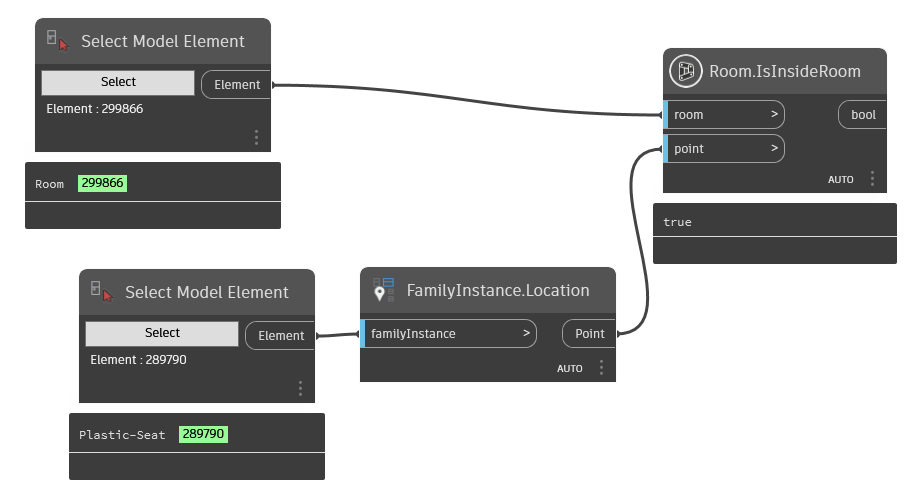 Select Model Element
Select
Element
Element : 299866
Room 299866
Select Model Element
Select
Element
Element : 289790
Plastic-Seat 289790
FamilyInstance.Location
familyInstance >
Point
AUTO
Room.IsInsideRoom
room >
bool
point >
AUTO
true